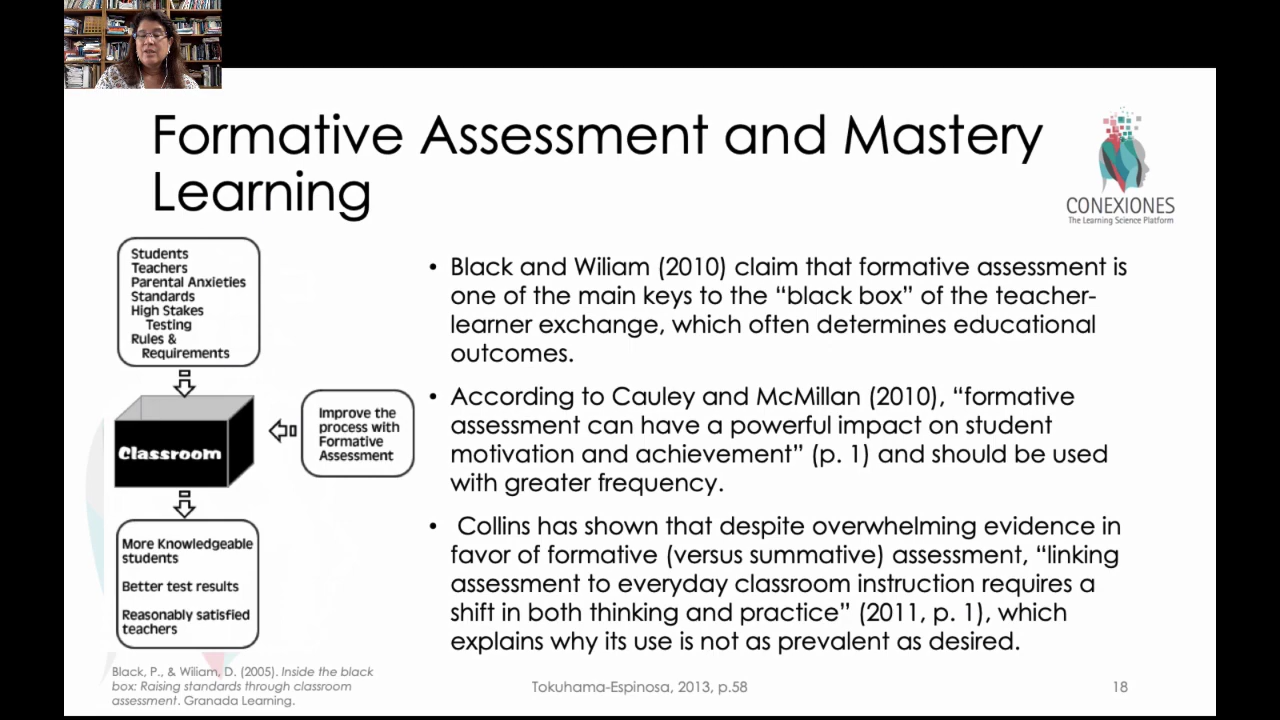 Formative Assessment and Mastery
Learning
CONEXIONES
The Learning Science Platform
Students
Teachers
Parental Anxieties
Standards
High Stakes
Testing
Rules &
Requirements
Classroom
Improve the
process with
Formative
Assessment
More Knowledgeable
students
Better test results
Reasonably satisfied
teachers
• Black and Wiliam (2010) claim that formative assessment is
one of the main keys to the “black box” of the teacher-
learner exchange, which often determines educational
outcomes.
• According to Cauley and McMillan (2010), “formative
assessment can have a powerful impact on student
motivation and achievement” (p. 1) and should be used
with greater frequency.
• Collins has shown that despite overwhelming evidence in
favor of formative (versus summative) assessment, “linking
assessment to everyday classroom instruction requires a
shift in both thinking and practice” (2011, p. 1), which
explains why its use is not as prevalent as desired.
Black, P., & Wiliam, D. (2005). Inside the black
box: Raising standards through classroom
assessment. Granada Learning.
Tokuhama-Espinosa, 2013, p.58
18